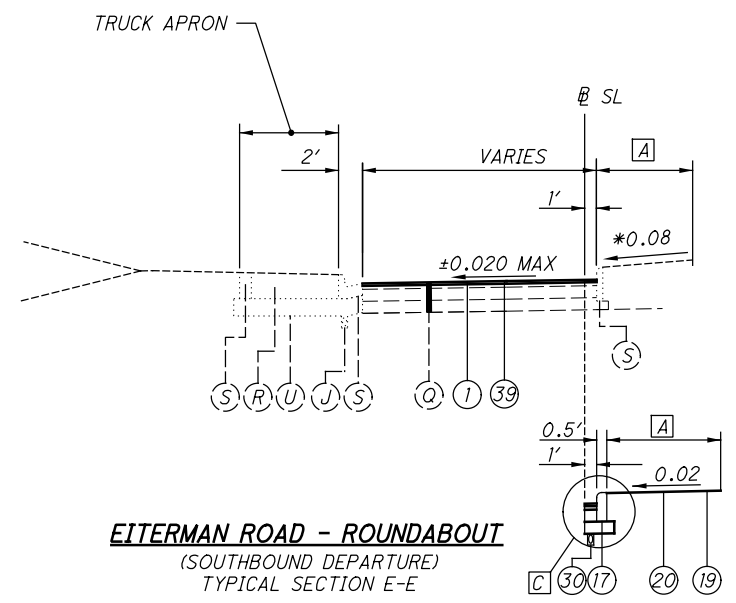 TRUCK APRON
℄ SL
2'
VARIES
A
1'
*0.08
±0.020 MAX
S
S R U J S Q 1 39
0.5'
A
1'
0.02
EITERMAN ROAD - ROUNDABOUT
(SOUTHBOUND DEPARTURE)
TYPICAL SECTION E-E
C 30 17 20 19